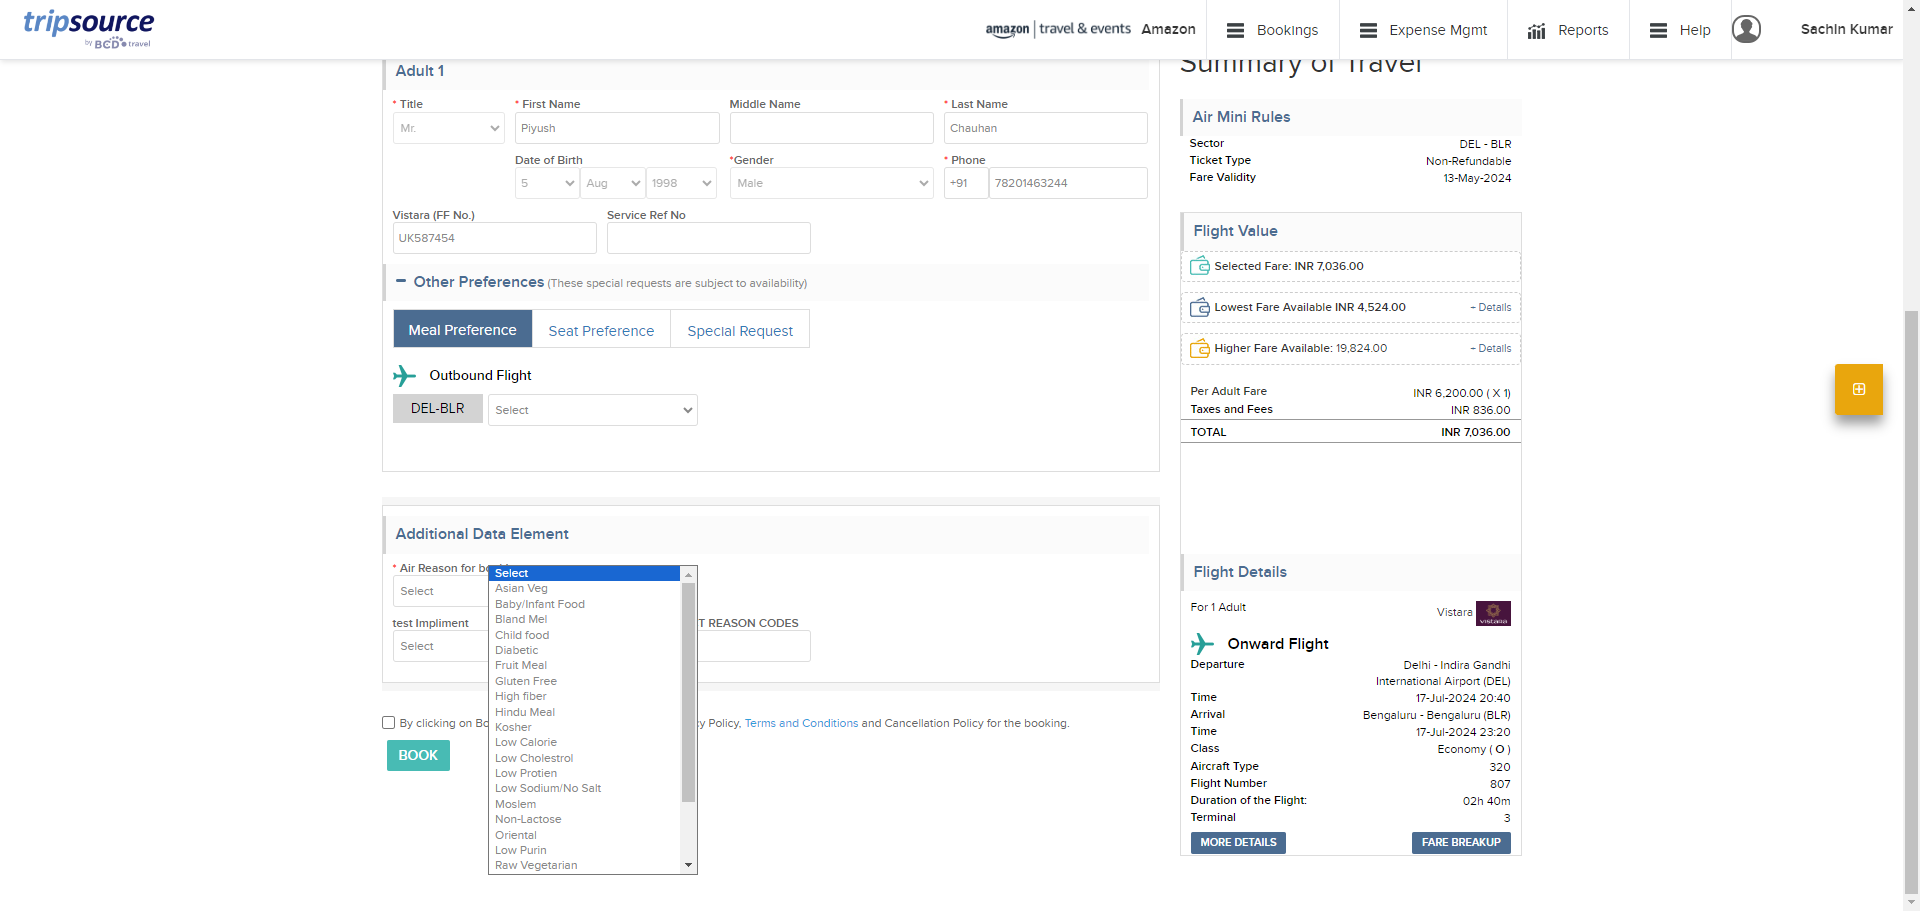 tripsource
by BCD travel
amazon | travel & events Amazon
Bookings
Expense Mgmt
Reports
Help
Sachin Kumar
Adult 1
* Title
* First Name
Middle Name
* Last Name
Mr.
Piyush
Chauhan
Date of Birth
*Gender
* Phone
5
Aug
1998
Male
+91
78201463244
Vistara (FF No.)
Service Ref No
UK587454
Other Preferences (These special requests are subject to availability)
Meal Preference
Seat Preference
Special Request
Outbound Flight
DEL-BLR
Select
Additional Data Element
* Air Reason for
Select
test Impliment
T REASON CODES
Select
Select
Asian Veg
Baby/Infant Food
Bland Mel
Child food
Diabetic
Fruit Meal
Gluten Free
High fiber
Hindu Meal
Kosher
Low Calorie
Low Cholestrol
Low Protien
Low Sodium/No Salt
Moslem
Non-Lactose
Oriental
Low Purin
Raw Vegetarian
By clicking on Bo
y Policy, Terms and Conditions and Cancellation Policy for the booking.
BOOK
Summary of Travel
Air Mini Rules
Sector DEL - BLR
Ticket Type Non-Refundable
Fare Validity 13-May-2024
Flight Value
Selected Fare: INR 7,036.00
Lowest Fare Available INR 4,524.00 + Details
Higher Fare Available: 19,824.00 + Details
Per Adult Fare INR 6,200.00 ( X 1)
Taxes and Fees INR 836.00
TOTAL INR 7,036.00
Flight Details
For 1 Adult Vistara
VISTARA
Onward Flight
Departure Delhi - Indira Gandhi
International Airport (DEL)
Time 17-Jul-2024 20:40
Arrival Bengaluru - Bengaluru (BLR)
Time 17-Jul-2024 23:20
Class Economy ( O )
Aircraft Type 320
Flight Number 807
Duration of the Flight: 02h 40m
Terminal 3
MORE DETAILS
FARE BREAKUP